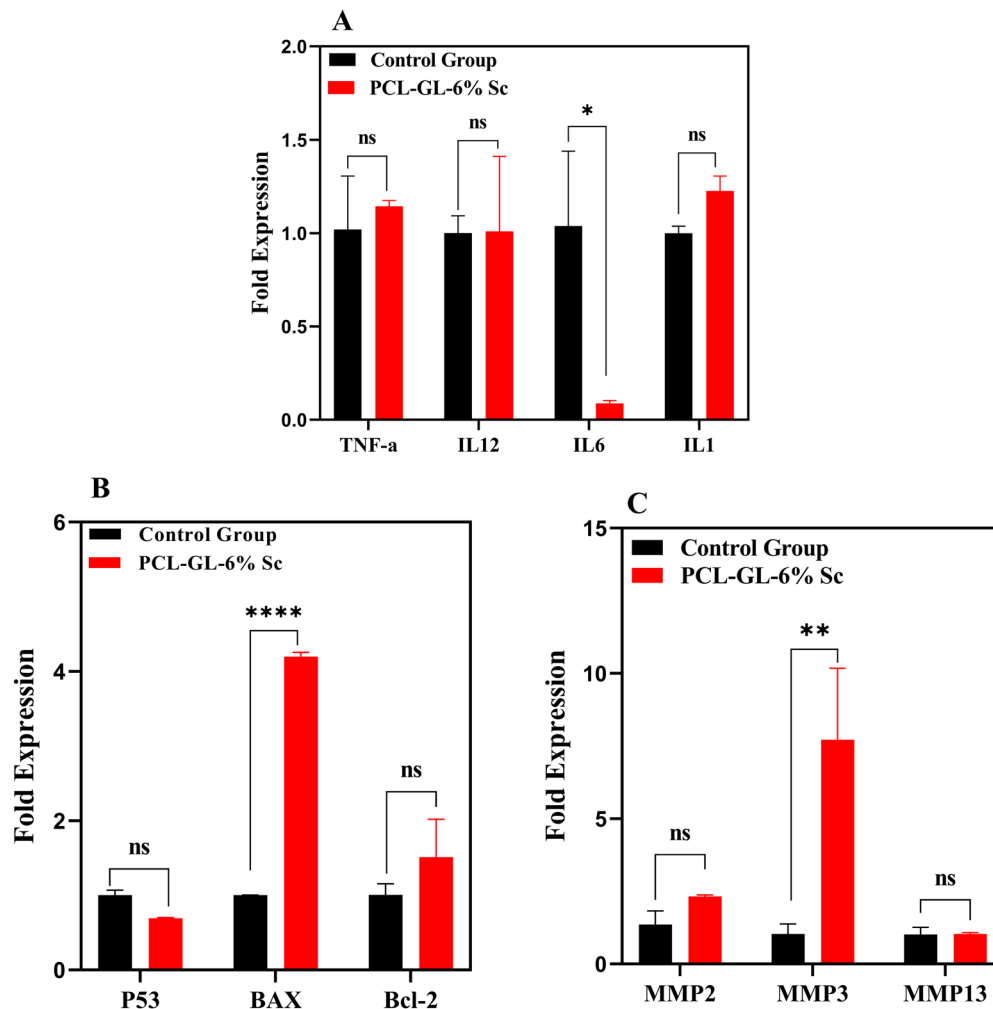 A
2.0
Control Group
PCL-GL-6% Sc
ns
ns
*
ns
1.5
1.0
0.5
0.0
Fold Expression
TNF-a IL12 IL6 IL1
B
6
Control Group
PCL-GL-6% Sc
****
4
ns
2
ns
0
Fold Expression
P53 BAX Bcl-2
C
15
Control Group
PCL-GL-6% Sc
**
10
5
ns
ns
0
Fold Expression
MMP2 MMP3 MMP13